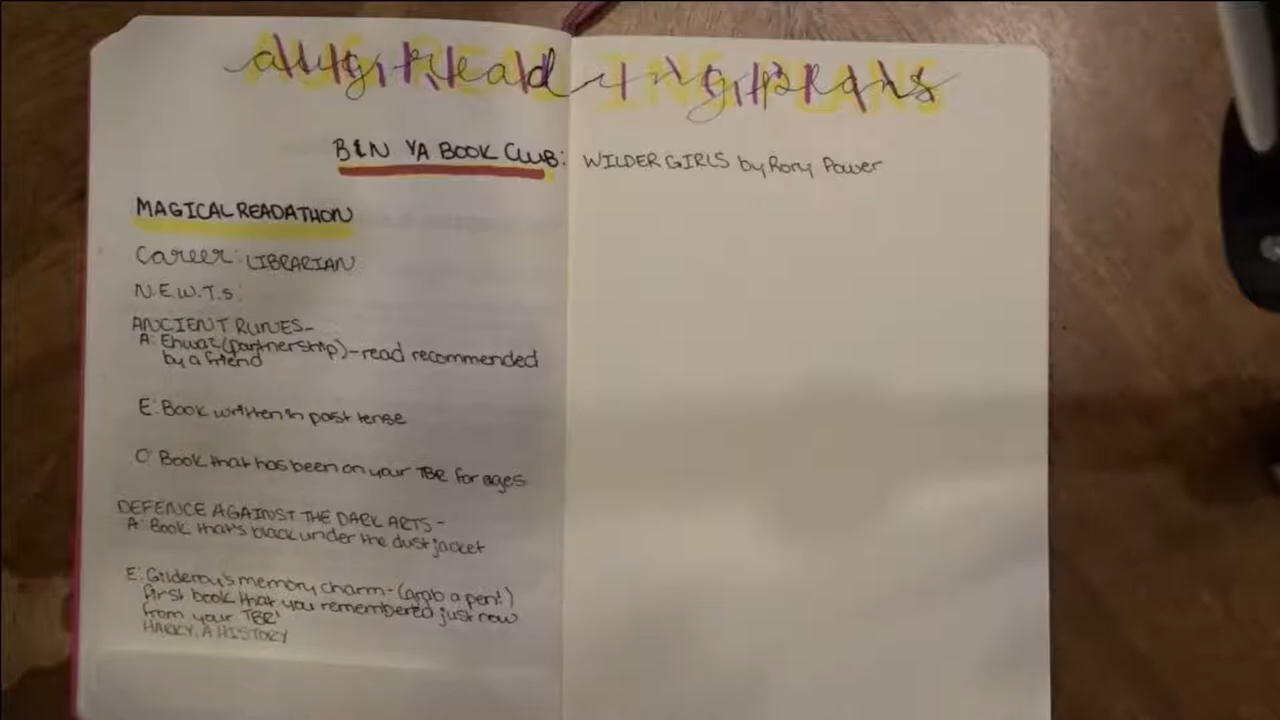 aug. reading plans
B&N YA BOOK CLUB: WILDER GIRLS by Rory Power
MAGICAL READATHON
Career: LIBRARIAN
N.E.W.T.s:
ANCIENT RUNES-
A: Ehwaz (partnership)-read recommended
by a friend
E: Book written in past tense
O: Book that has been on your TBR for ages
DEFENCE AGAINST THE DARK ARTS-
A: Book that's black under the dust jacket
E: Gilderoy's memory charm-(grab a pen!)
first book that you remembered just now
from your TBR!
HARRY, A HISTORY